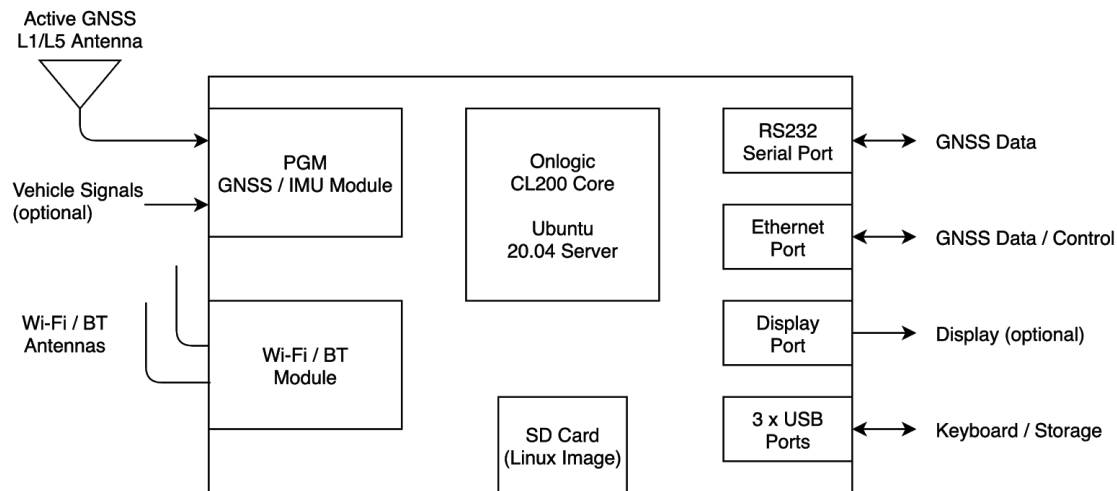 Active GNSS
L1/L5 Antenna
PGM
GNSS / IMU Module
Vehicle Signals
(optional)
Wi-Fi / BT
Antennas
Wi-Fi / BT
Module
Onlogic
CL200 Core
Ubuntu
20.04 Server
SD Card
(Linux Image)
RS232
Serial Port
GNSS Data
Ethernet
Port
GNSS Data / Control
Display
Port
Display (optional)
3 x USB
Ports
Keyboard / Storage